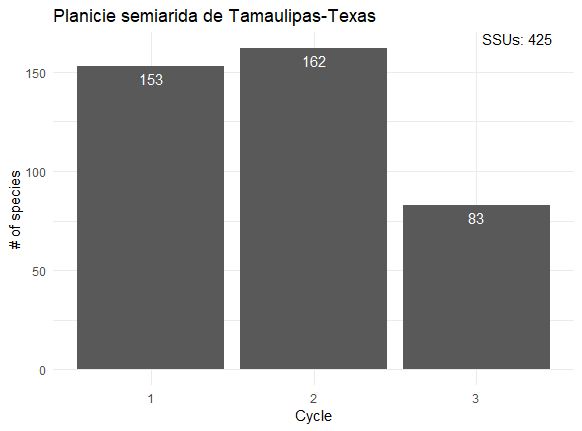 Planicie semiarida de Tamaulipas-Texas
SSUs: 425
# of species
150
100
50
0
153
162
83
1
2
3
Cycle